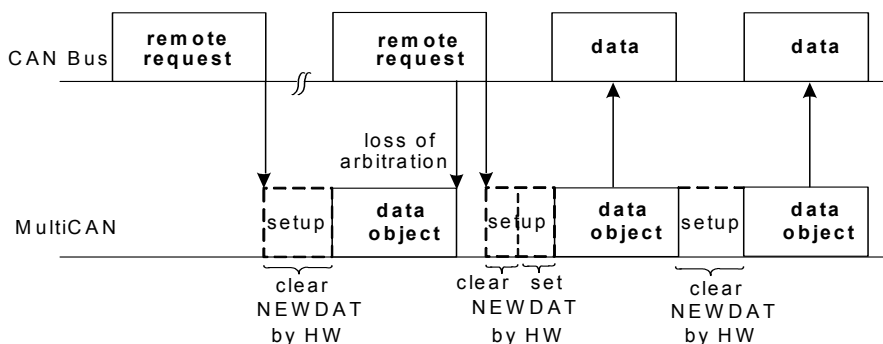 remote
request
remote
request
data
data
CAN Bus
loss of
arbitration
setup
data
object
setup
data
object
setup
data
object
MultiCAN
clear
NEWDAT
by HW
clear set
NEWDAT
by HW
clear
NEWDAT
by HW